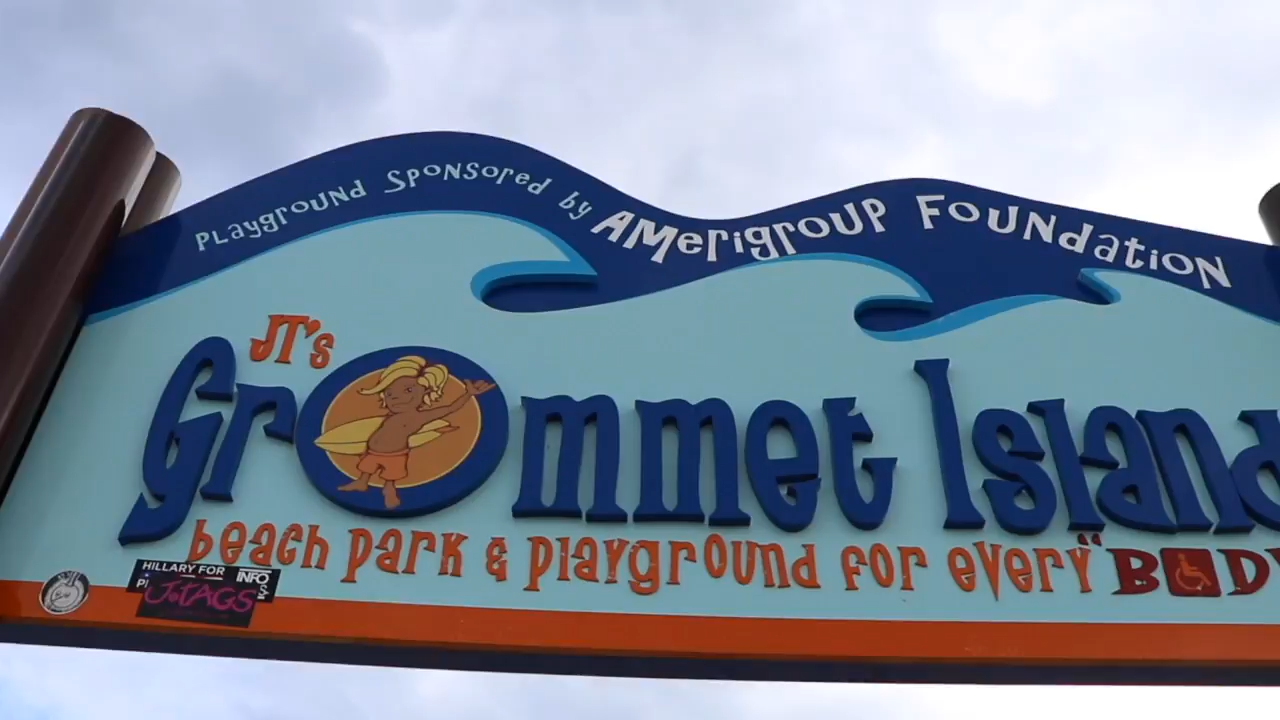 Playground Sponsored by AMerigroup Foundation
JT's
Grommet Island
beach park & playground for every "BODY
HILLARY FOR
INFO
JoTAGS